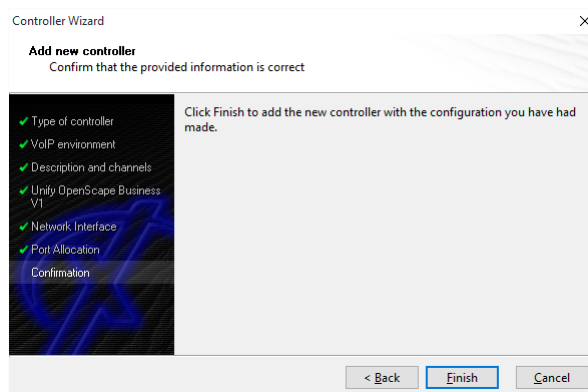 Controller Wizard
Add new controller
Confirm that the provided information is correct
Type of controller
VoIP environment
Description and channels
Unify OpenScape Business
V1
Network Interface
Port Allocation
Confirmation
Click Finish to add the new controller with the configuration you have had
made.
< Back
Finish
Cancel